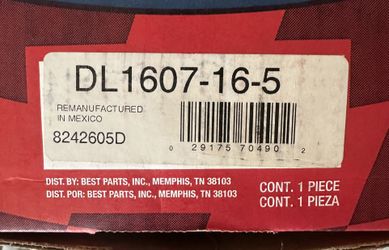 DL1607-16-5
REMANUFACTURED
IN MEXICO
8242605D
0 29175 70490 2
DIST. BY: BEST PARTS, INC., MEMPHIS, TN 38103
DIST. POR: BEST PARTS, INC., MEMPHIS, TN 38103
CONT. 1 PIECE
CONT. 1 PIEZA